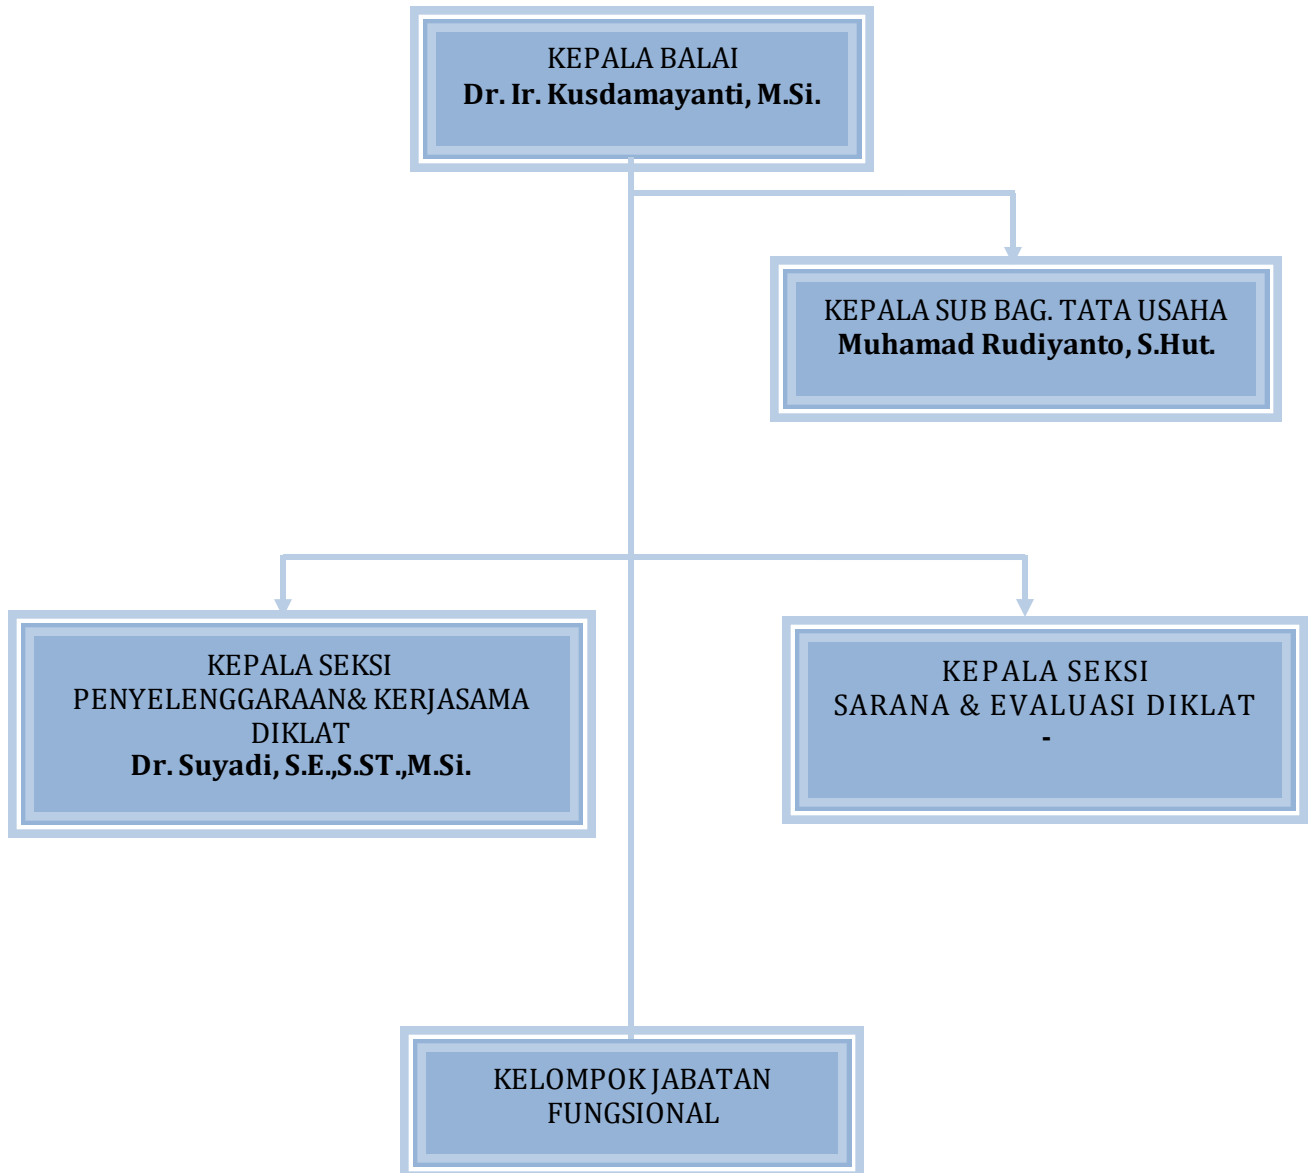 KEPALA BALAI
Dr. Ir. Kusdamayanti, M.Si.
KEPALA SUB BAG. TATA USAHA
Muhamad Rudiyanto, S.Hut.
KEPALA SEKSI
PENYELENGGARAAN& KERJASAMA
DIKLAT
Dr. Suyadi, S.E.,S.ST.,M.Si.
KEPALA SEKSI
SARANA & EVALUASI DIKLAT
-
KELOMPOK JABATAN
FUNGSIONAL